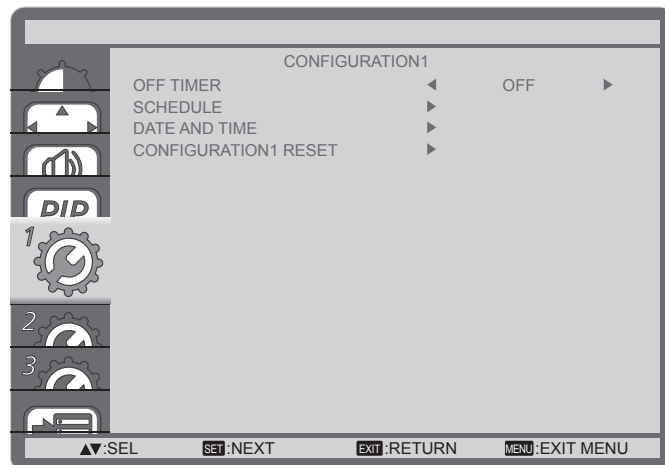 CONFIGURATION1
OFF TIMER ◀ OFF ▶
SCHEDULE ▶
DATE AND TIME ▶
CONFIGURATION1 RESET ▶
PIP
1
2
3
▲▼:SEL SET:NEXT EXIT:RETURN MENU:EXIT MENU